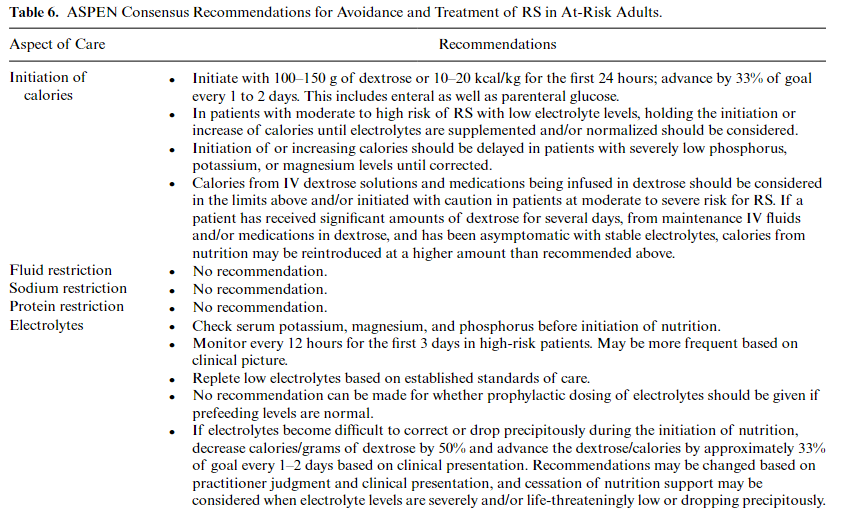 Table 6. ASPEN Consensus Recommendations for Avoidance and Treatment of RS in At-Risk Adults.
Aspect of Care Recommendations
Initiation of calories
• Initiate with 100–150 g of dextrose or 10–20 kcal/kg for the first 24 hours; advance by 33% of goal
every 1 to 2 days. This includes enteral as well as parenteral glucose.
• In patients with moderate to high risk of RS with low electrolyte levels, holding the initiation or
increase of calories until electrolytes are supplemented and/or normalized should be considered.
• Initiation of or increasing calories should be delayed in patients with severely low phosphorus,
potassium, or magnesium levels until corrected.
• Calories from IV dextrose solutions and medications being infused in dextrose should be considered
in the limits above and/or initiated with caution in patients at moderate to severe risk for RS. If a
patient has received significant amounts of dextrose for several days, from maintenance IV fluids
and/or medications in dextrose, and has been asymptomatic with stable electrolytes, calories from
nutrition may be reintroduced at a higher amount than recommended above.
Fluid restriction • No recommendation.
Sodium restriction • No recommendation.
Protein restriction • No recommendation.
Electrolytes • Check serum potassium, magnesium, and phosphorus before initiation of nutrition.
• Monitor every 12 hours for the first 3 days in high-risk patients. May be more frequent based on
clinical picture.
• Replete low electrolytes based on established standards of care.
• No recommendation can be made for whether prophylactic dosing of electrolytes should be given if
prefeeding levels are normal.
• If electrolytes become difficult to correct or drop precipitously during the initiation of nutrition,
decrease calories/grams of dextrose by 50% and advance the dextrose/calories by approximately 33%
of goal every 1–2 days based on clinical presentation. Recommendations may be changed based on
practitioner judgment and clinical presentation, and cessation of nutrition support may be
considered when electrolyte levels are severely and/or life-threateningly low or dropping precipitously.